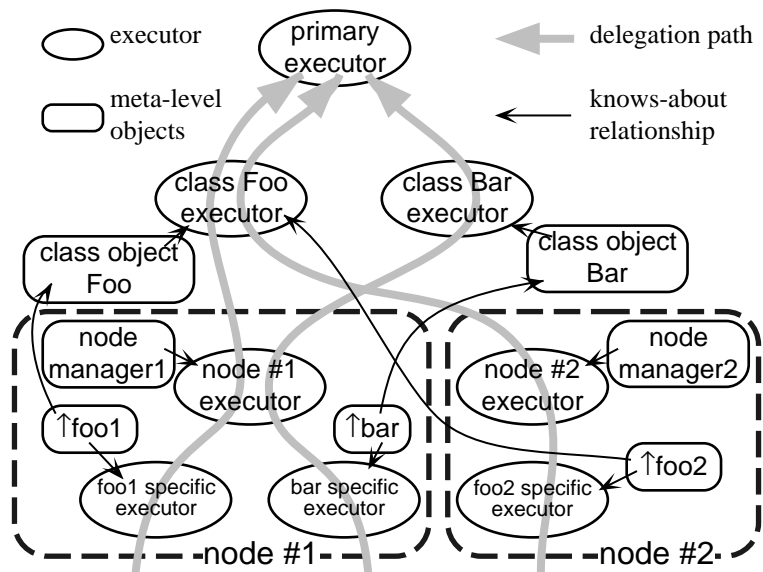 executor
primary
executor
delegation path
meta-level
objects
knows-about
relationship
class Foo
executor
class Bar
executor
class object
Foo
class object
Bar
node
manager1
node #1
executor
node #2
executor
node
manager2
↑foo1
↑bar
↑foo2
foo1 specific
executor
bar specific
executor
foo2 specific
executor
node #1
node #2